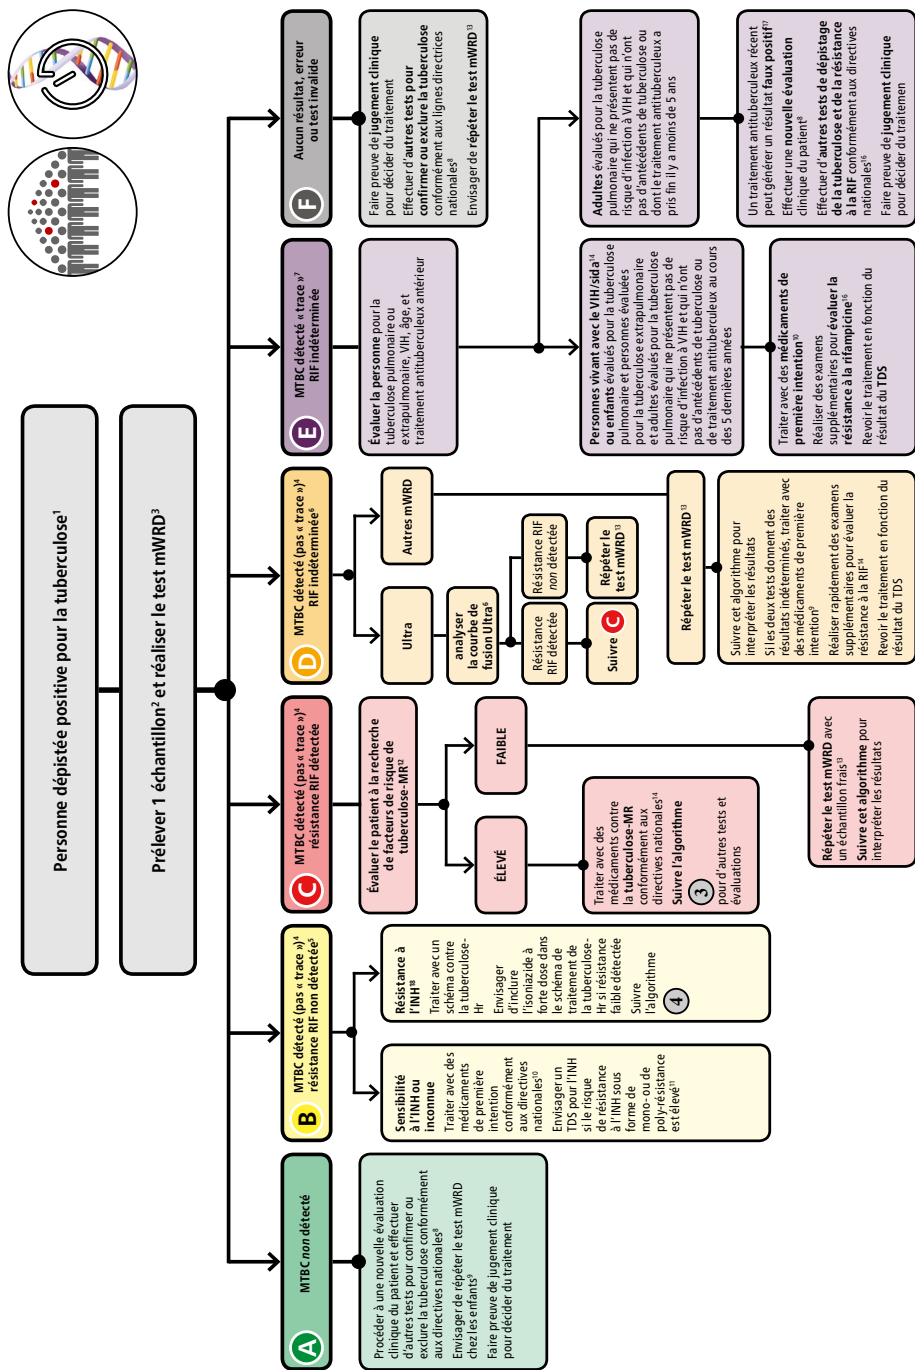 Personne dépistée positive pour la tuberculose¹
Prélever 1 échantillon² et réaliser le test mWRD³
A
MTBC non détecté
Procéder à une nouvelle évaluation
clinique du patient et effectuer
d'autres tests pour confirmer ou
exclure la tuberculose conformément
aux directives nationales⁸
Envisager de répéter le test mWRD
chez les enfants⁹
Faire preuve de jugement clinique
pour décider du traitement
B
MTBC détecté (pas « trace »)⁴
résistance RIF non détectée⁵
Sensibilité
à l'INH ou
inconnue
Traiter avec des
médicaments
de première
intention
conformément
aux directives
nationales¹⁰
Envisager un
TDS pour l'INH
si le risque
de résistance
à l'INH sous
forme de
mono- ou de
poly-résistance
est élevé¹¹
Résistance à
l'INH¹⁸
Traiter avec un
schéma contre
la tuberculose-
Hr
Envisager
d'inclure
l'isoniazide à
forte dose dans
le schéma de
traitement de
la tuberculose-
Hr si résistance
faible détectée
Suivre
l'algorithme
4
C
MTBC détecté (pas « trace »)⁴
résistance RIF détectée
Évaluer le patient à la recherche
de facteurs de risque de
tuberculose-MR¹²
ÉLEVÉ
FAIBLE
Traiter avec des
médicaments contre
la tuberculose-MR
conformément aux
directives nationales¹⁴
Suivre l'algorithme
3
pour d'autres tests et
évaluations
Répéter le test mWRD avec
un échantillon frais¹³
Suivre cet algorithme pour
interpréter les résultats
D
MTBC détecté (pas « trace »)⁴
RIF indéterminée⁶
Ultra
Autres mWRD
analyser
la courbe de
fusion Ultra⁶
Résistance
RIF détectée
Résistance RIF
non détectée
Suivre C
Répéter le
test mWRD¹³
Répéter le test mWRD¹³
Suivre cet algorithme pour
interpréter les résultats
Si les deux tests donnent des
résultats indéterminés, traiter avec
des médicaments de première
intention⁹
Réaliser rapidement des examens
supplémentaires pour évaluer la
résistance à la RIF¹⁴
Revoir le traitement en fonction du
résultat du TDS
E
MTBC détecté « trace »⁷
RIF indéterminée
Évaluer la personne pour la
tuberculose pulmonaire ou
extrapulmonaire, VIH, âge, et
traitement antituberculeux antérieur
Personnes vivant avec le VIH/sida¹⁴
ou enfants évalués pour la tuberculose
pulmonaire et personnes évaluées
pour la tuberculose extrapulmonaire
et adultes évalués pour la tuberculose
pulmonaire qui ne présentent pas de
risque d'infection à VIH et qui n'ont
pas d'antécédents de tuberculose ou
de traitement antituberculeux au cours
des 5 dernières années
Traiter avec des médicaments de
première intention¹⁰
Réaliser des examens
supplémentaires pour évaluer la
résistance à la rifampicine¹⁶
Revoir le traitement en fonction du
résultat du TDS
Adultes évalués pour la tuberculose
pulmonaire qui ne présentent pas de
risque d'infection à VIH et qui n'ont
pas d'antécédents de tuberculose ou
dont le traitement antituberculeux a
pris fin il y a moins de 5 ans
Un traitement antituberculeux récent
peut générer un résultat faux positif¹⁷
Effectuer une nouvelle évaluation
clinique du patient⁸
Effectuer d'autres tests de dépistage
de la tuberculose et de la résistance
à la RIF conformément aux directives
nationales¹⁶
Faire preuve de jugement clinique
pour décider du traitemen
F
Aucun résultat, erreur
ou test invalide
Faire preuve de jugement clinique
pour décider du traitement
Effectuer d'autres tests pour
confirmer ou exclure la tuberculose
conformément aux lignes directrices
nationales⁸
Envisager de répéter le test mWRD¹³